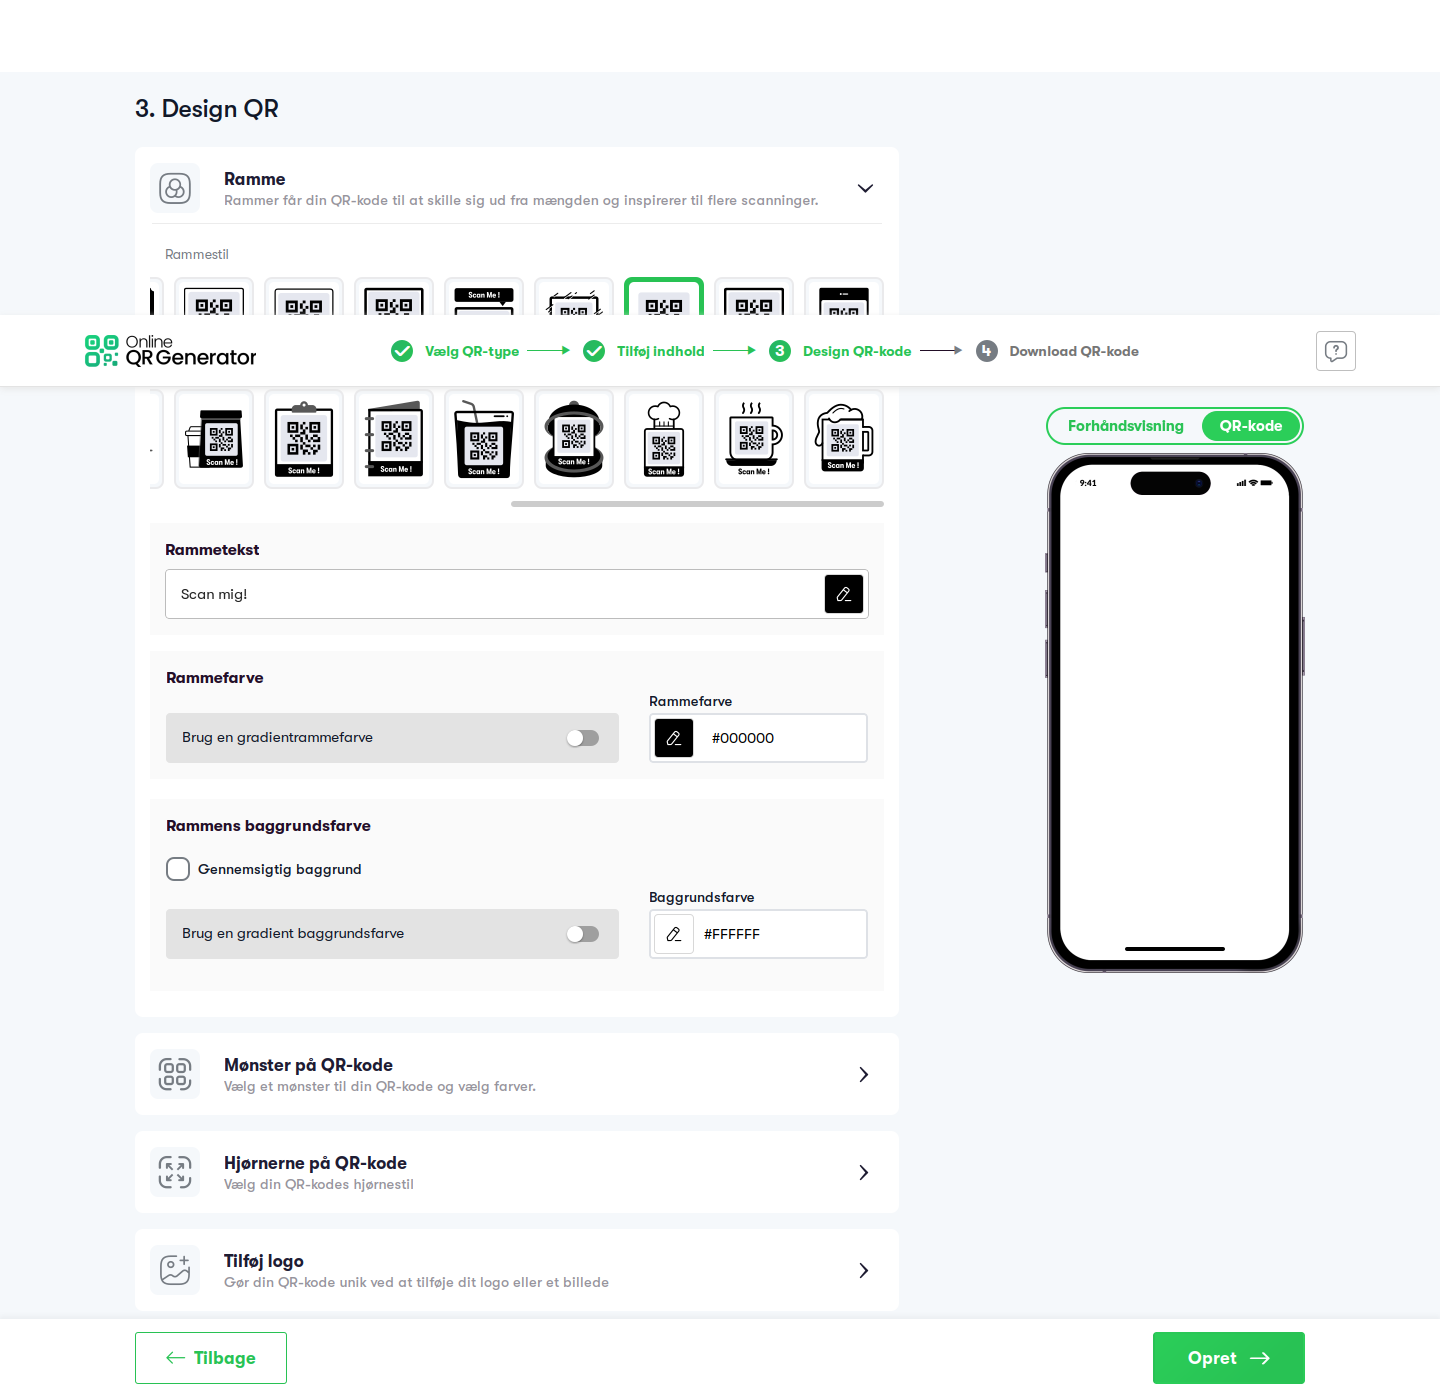 3. Design QR
Ramme
Rammer får din QR-kode til at skille sig ud fra mængden og inspirerer til flere scanninger.
Rammestil
Scan Me !
Online
QR Generator
Vælg QR-type
Tilføj indhold
3 Design QR-kode
4 Download QR-kode
Scan Me ! Scan Me ! Scan Me ! Scan Me ! Scan Me ! Scan Me ! Scan Me ! Scan Me !
Forhåndsvisning QR-kode
9:41
Rammetekst
Scan mig!
Rammefarve
Rammefarve
Brug en gradientrammefarve
#000000
Rammens baggrundsfarve
Gennemsigtig baggrund
Baggrundsfarve
Brug en gradient baggrundsfarve
#FFFFFF
Mønster på QR-kode
Vælg et mønster til din QR-kode og vælg farver.
Hjørnerne på QR-kode
Vælg din QR-kodes hjørnestil
Tilføj logo
Gør din QR-kode unik ved at tilføje dit logo eller et billede
Tilbage
Opret